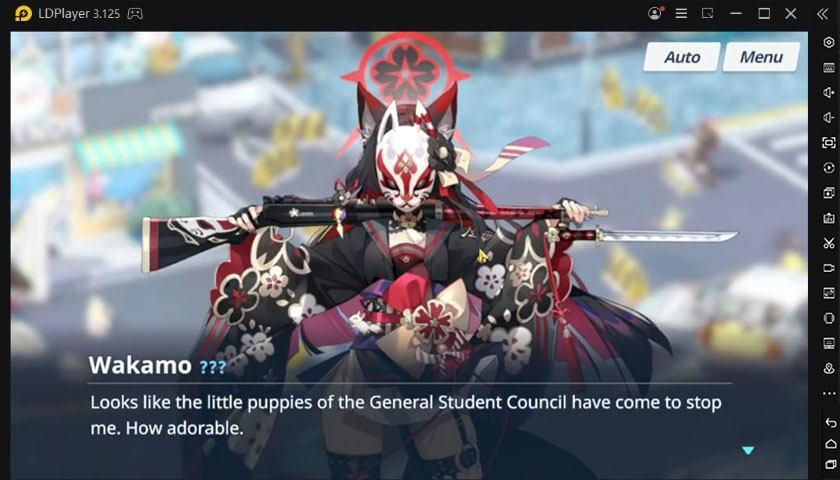 LDPlayer 3.125
Auto
Menu
Wakamo ???
Looks like the little puppies of the General Student Council have come to stop
me. How adorable.